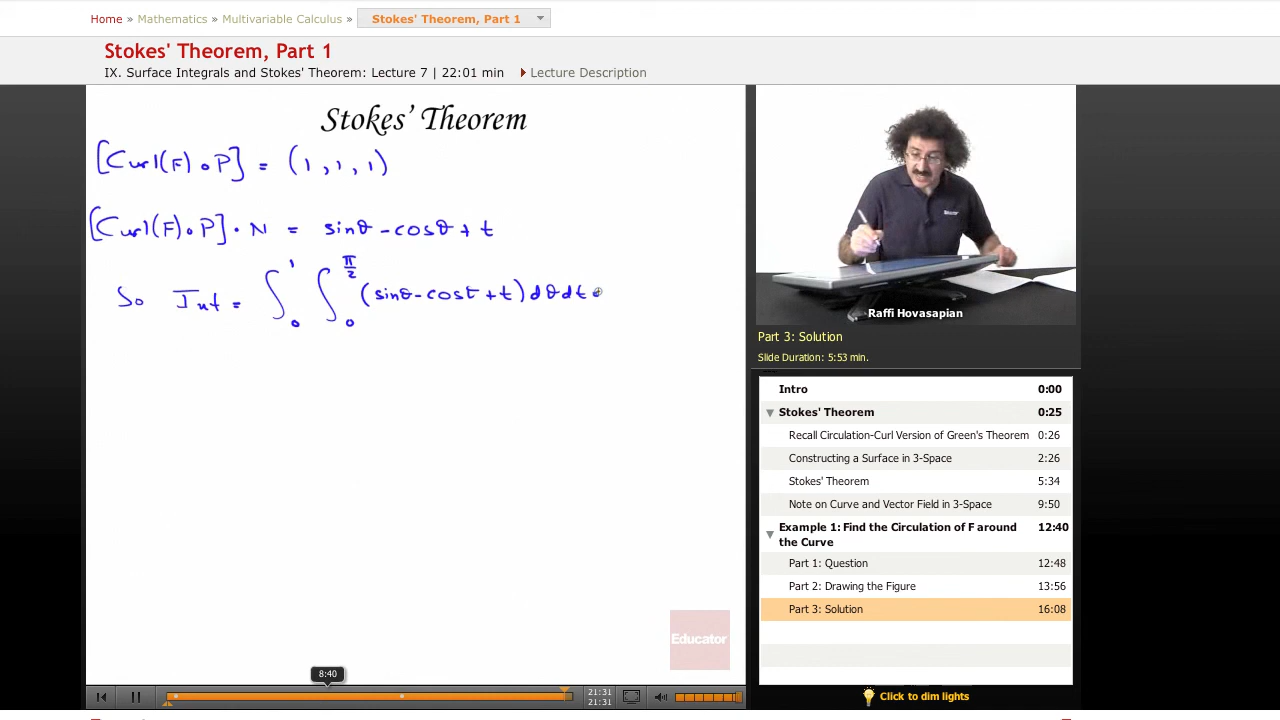 Home » Mathematics » Multivariable Calculus » Stokes' Theorem, Part 1
Stokes' Theorem, Part 1
IX. Surface Integrals and Stokes' Theorem: Lecture 7 | 22:01 min Lecture Description
Stokes' Theorem
[Curl(F) ∘ P] = (1, 1, 1)
[Curl(F) ∘ P] · N = sinθ - cosθ + t
So Int = ∫₀¹ ∫₀^(π/2) (sinθ - cost + t) dθ dt
Educator
8:40
21:31
21:31
Raffi Hovasapian
Part 3: Solution
Slide Duration: 5:53 min.
Intro 0:00
Stokes' Theorem 0:25
Recall Circulation-Curl Version of Green's Theorem 0:26
Constructing a Surface in 3-Space 2:26
Stokes' Theorem 5:34
Note on Curve and Vector Field in 3-Space 9:50
Example 1: Find the Circulation of F around 12:40
the Curve
Part 1: Question 12:48
Part 2: Drawing the Figure 13:56
Part 3: Solution 16:08
Click to dim lights